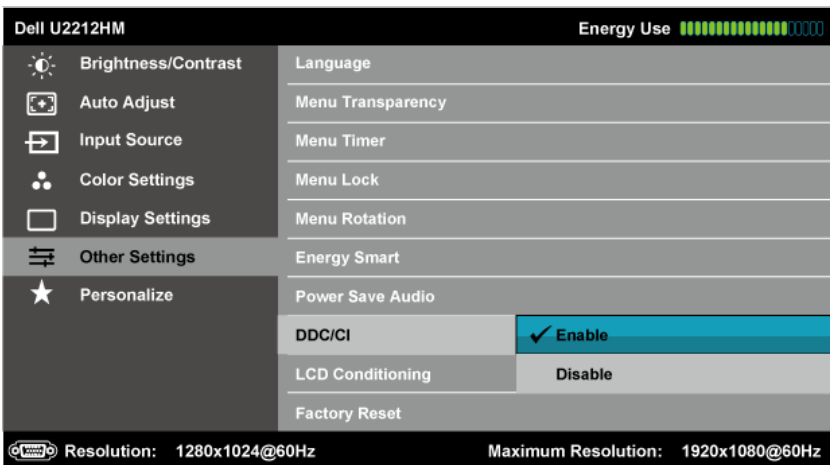 Dell U2212HM Energy Use
Brightness/Contrast Language
Auto Adjust Menu Transparency
Input Source Menu Timer
Color Settings Menu Lock
Display Settings Menu Rotation
Other Settings Energy Smart
Personalize Power Save Audio
DDC/CI Enable
LCD Conditioning Disable
Factory Reset
Resolution: 1280x1024@60Hz Maximum Resolution: 1920x1080@60Hz